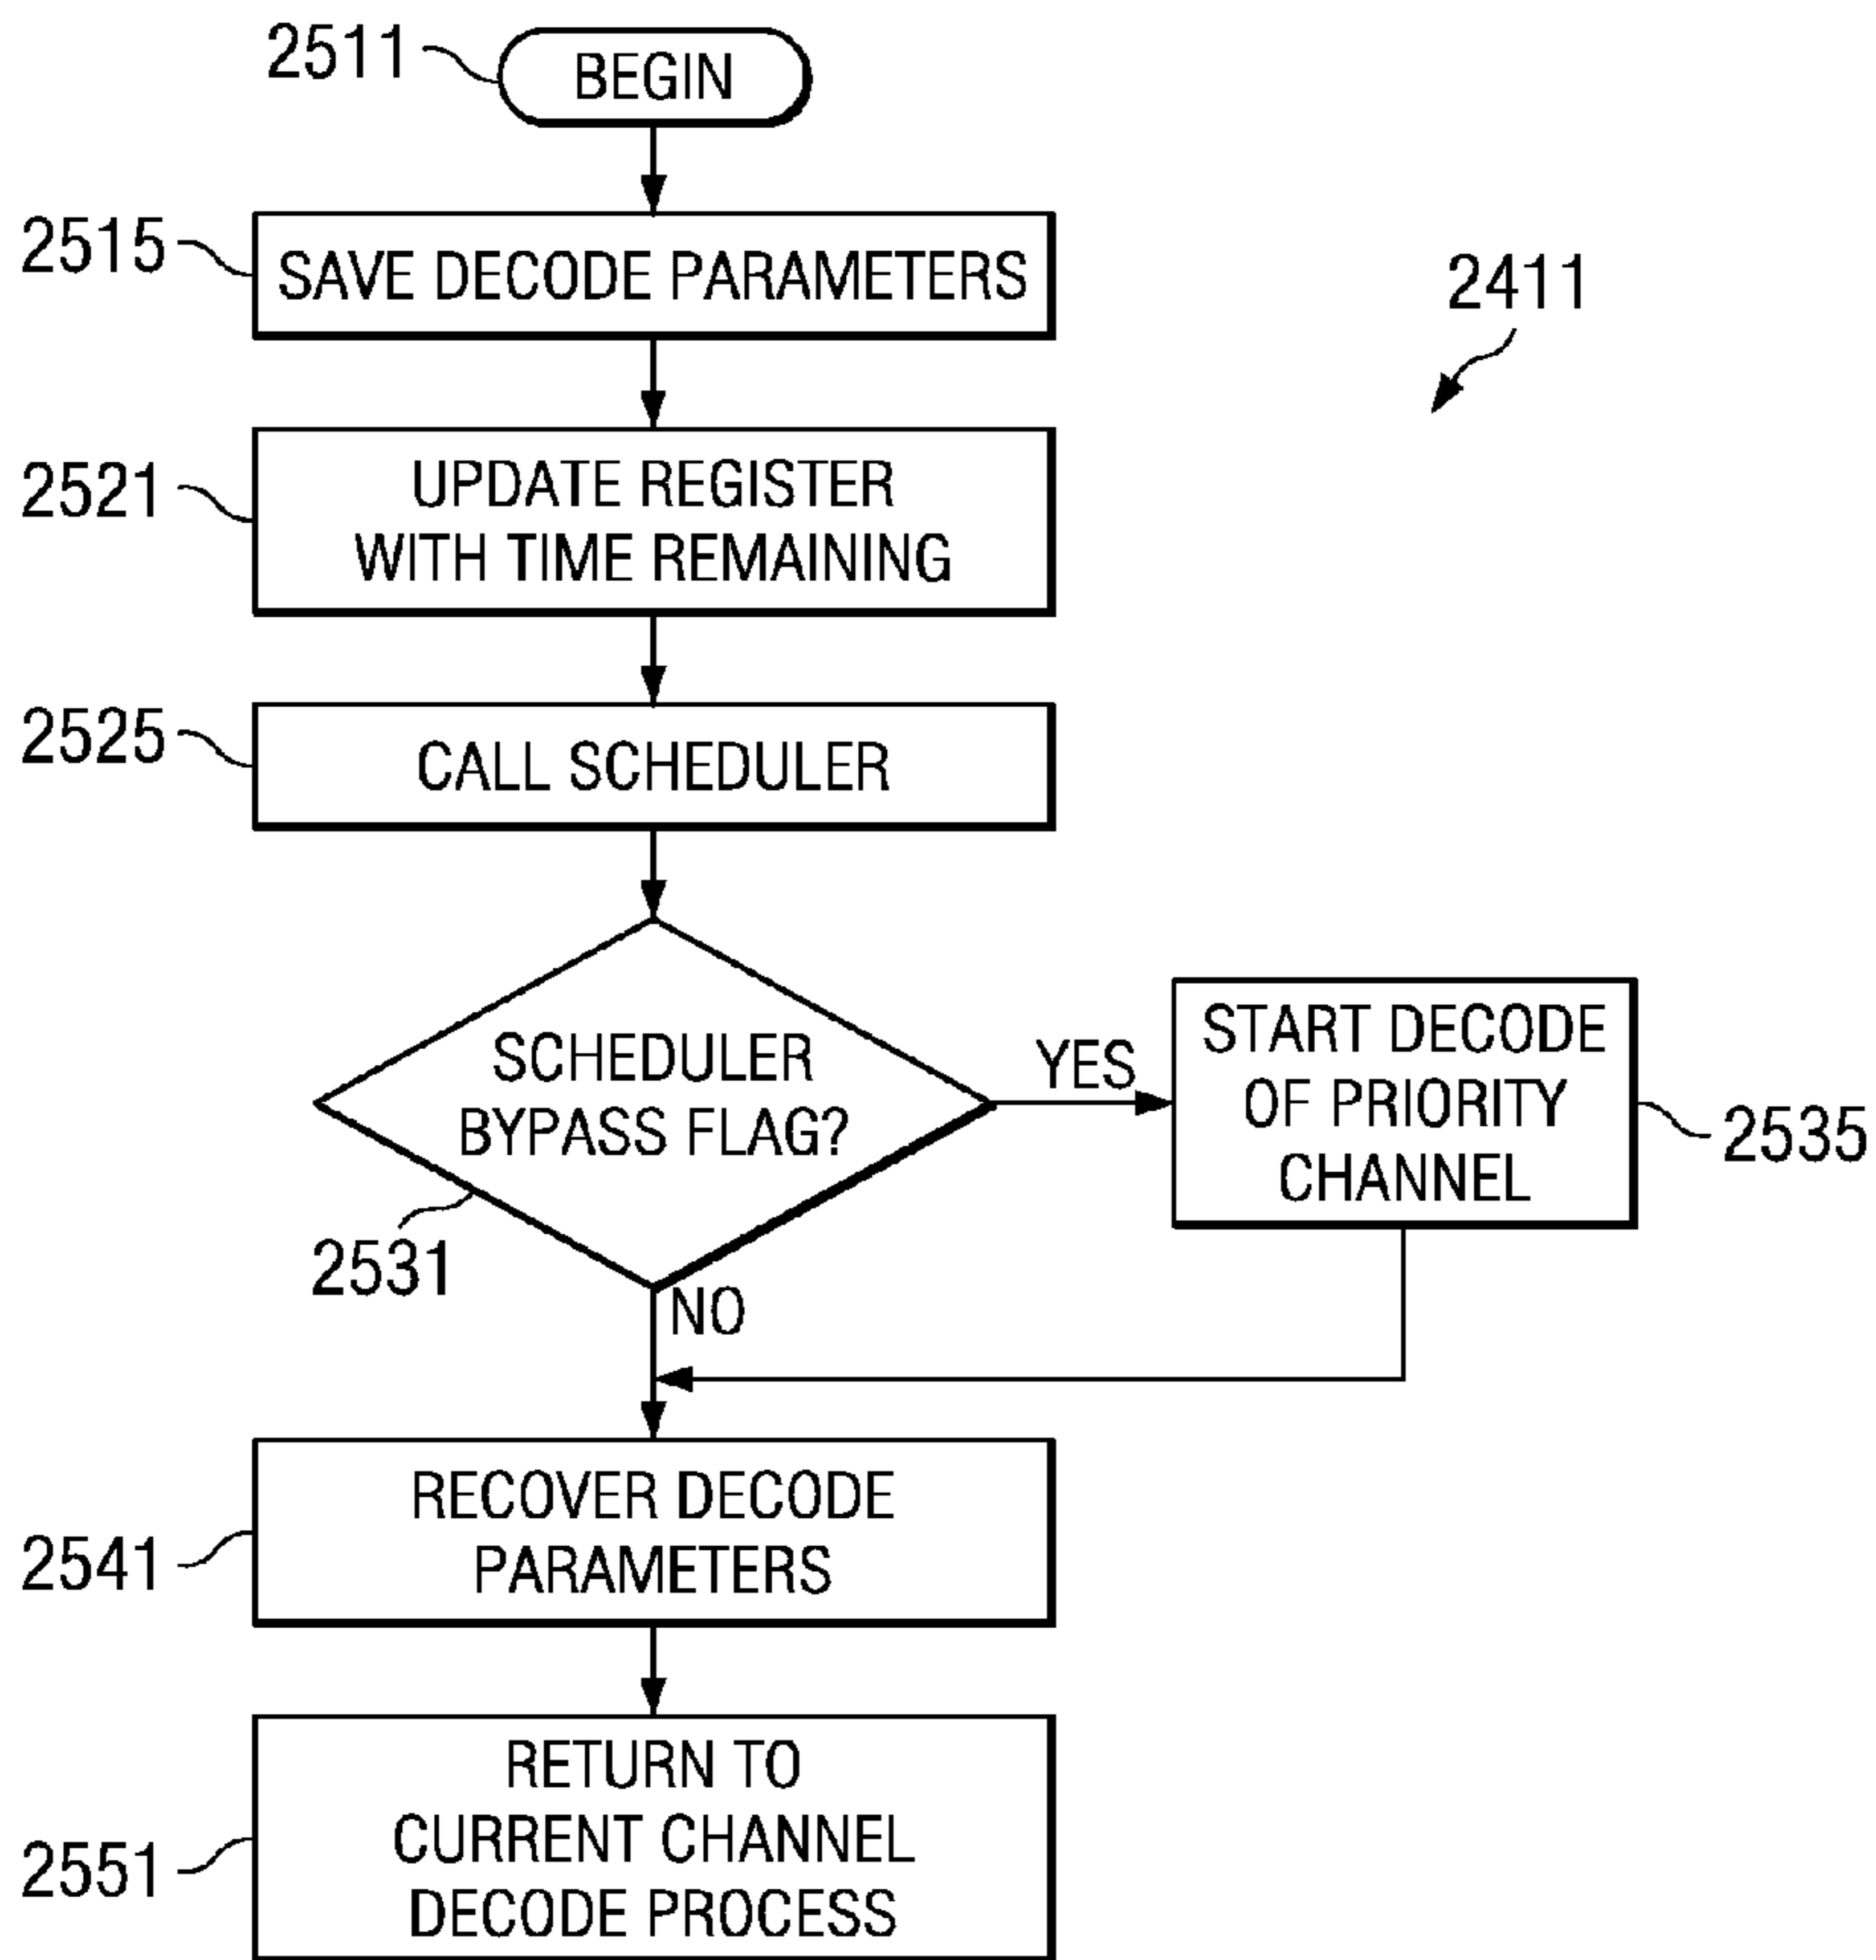 2511
BEGIN
2515
SAVE DECODE PARAMETERS
2411
2521
UPDATE REGISTER
WITH TIME REMAINING
2525
CALL SCHEDULER
SCHEDULER
BYPASS FLAG?
YES
START DECODE
OF PRIORITY
CHANNEL
2535
2531
NO
2541
RECOVER DECODE
PARAMETERS
2551
RETURN TO
CURRENT CHANNEL
DECODE PROCESS